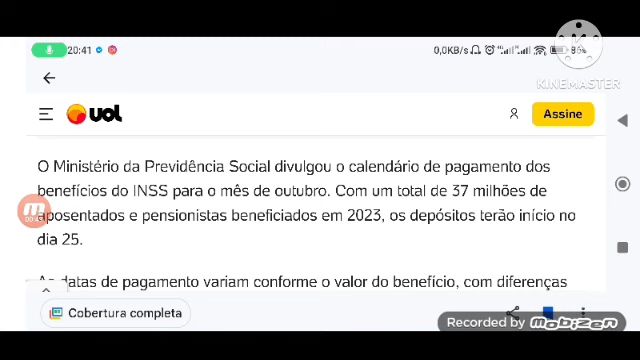 20:41
0,0KB/s
86%
KINEMASTER
UOL
Assine
O Ministério da Previdência Social divulgou o calendário de pagamento dos
benefícios do INSS para o mês de outubro. Com um total de 37 milhões de
aposentados e pensionistas beneficiados em 2023, os depósitos terão início no
dia 25.
As datas de pagamento variam conforme o valor do benefício, com diferenças
Cobertura completa
Recorded by mobizen